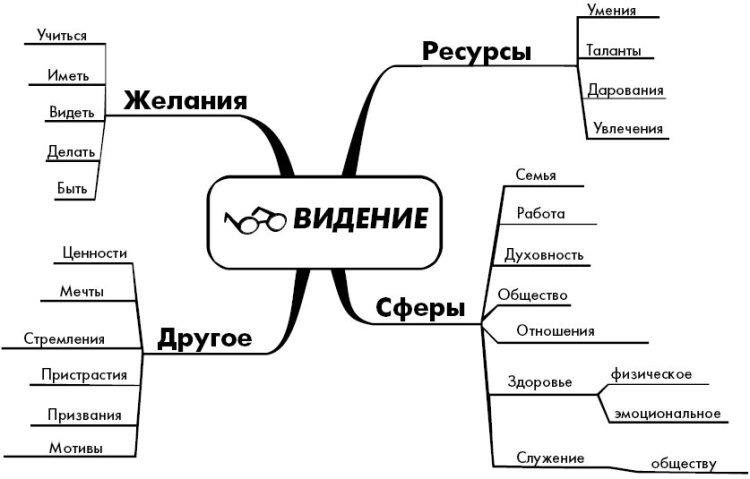 ВИДЕНИЕ
Желания
Учиться
Иметь
Видеть
Делать
Быть
Ресурсы
Умения
Таланты
Дарования
Увлечения
Другое
Ценности
Мечты
Стремления
Пристрастия
Призвания
Мотивы
Сферы
Семья
Работа
Духовность
Общество
Отношения
Здоровье
физическое
эмоциональное
Служение
обществу